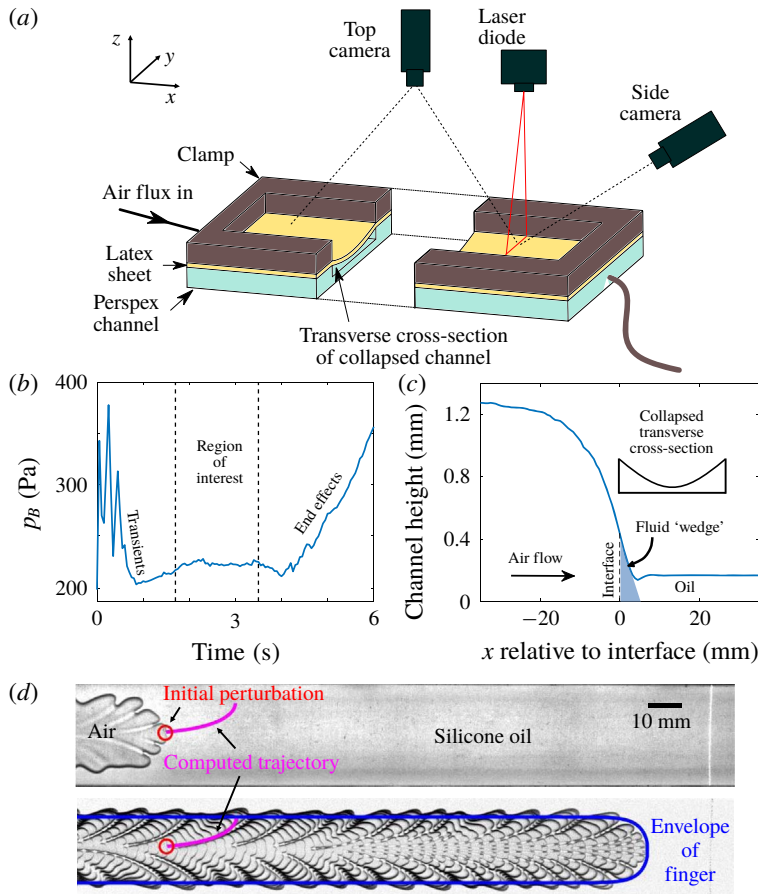 (a)
Top
camera
Laser
diode
Side
camera
z
y
x
Clamp
Air flux in
Latex
sheet
Perspex
channel
Transverse cross-section
of collapsed channel
(b)
400
300
200
p_B (Pa)
Transients
Region
of
interest
End effects
0
3
6
Time (s)
(c)
1.2
0.8
0.4
0
Channel height (mm)
Collapsed
transverse
cross-section
Fluid ‘wedge’
Interface
Air flow
Oil
−20
0
20
x relative to interface (mm)
(d)
Initial perturbation
Air
Silicone oil
10 mm
Computed trajectory
Envelope
of
finger